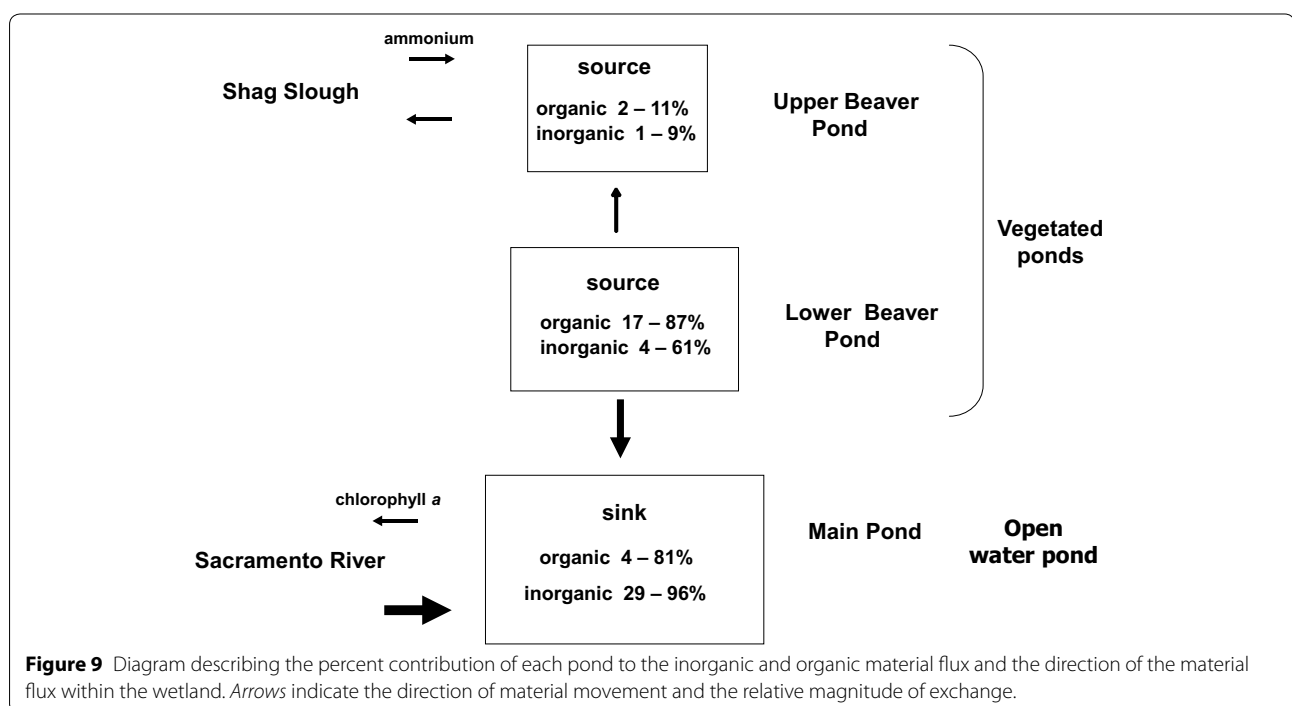 ammonium
Shag Slough
source
organic 2 – 11%
inorganic 1 – 9%
Upper Beaver
Pond
source
organic 17 – 87%
inorganic 4 – 61%
Lower Beaver
Pond
Vegetated
ponds
chlorophyll a
Sacramento River
sink
organic 4 – 81%
inorganic 29 – 96%
Main Pond
Open
water pond
Figure 9 Diagram describing the percent contribution of each pond to the inorganic and organic material flux and the direction of the material
flux within the wetland. Arrows indicate the direction of material movement and the relative magnitude of exchange.